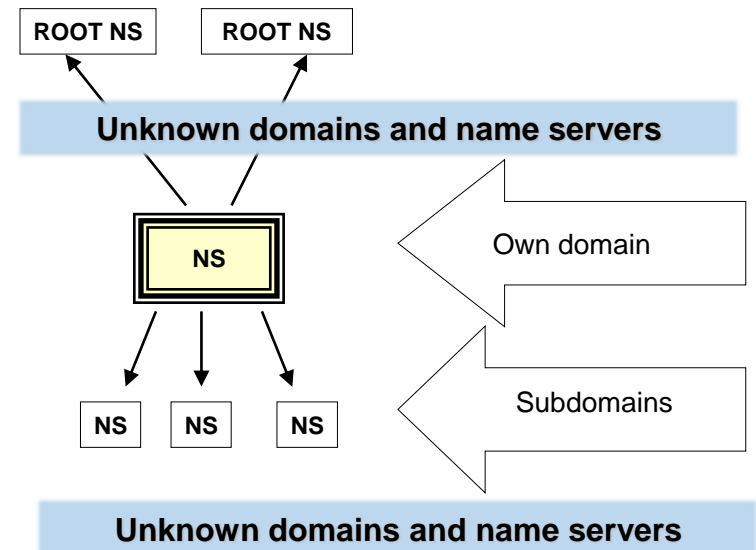 ROOT NS
ROOT NS
Unknown domains and name servers
NS
Own domain
NS
NS
NS
Subdomains
Unknown domains and name servers